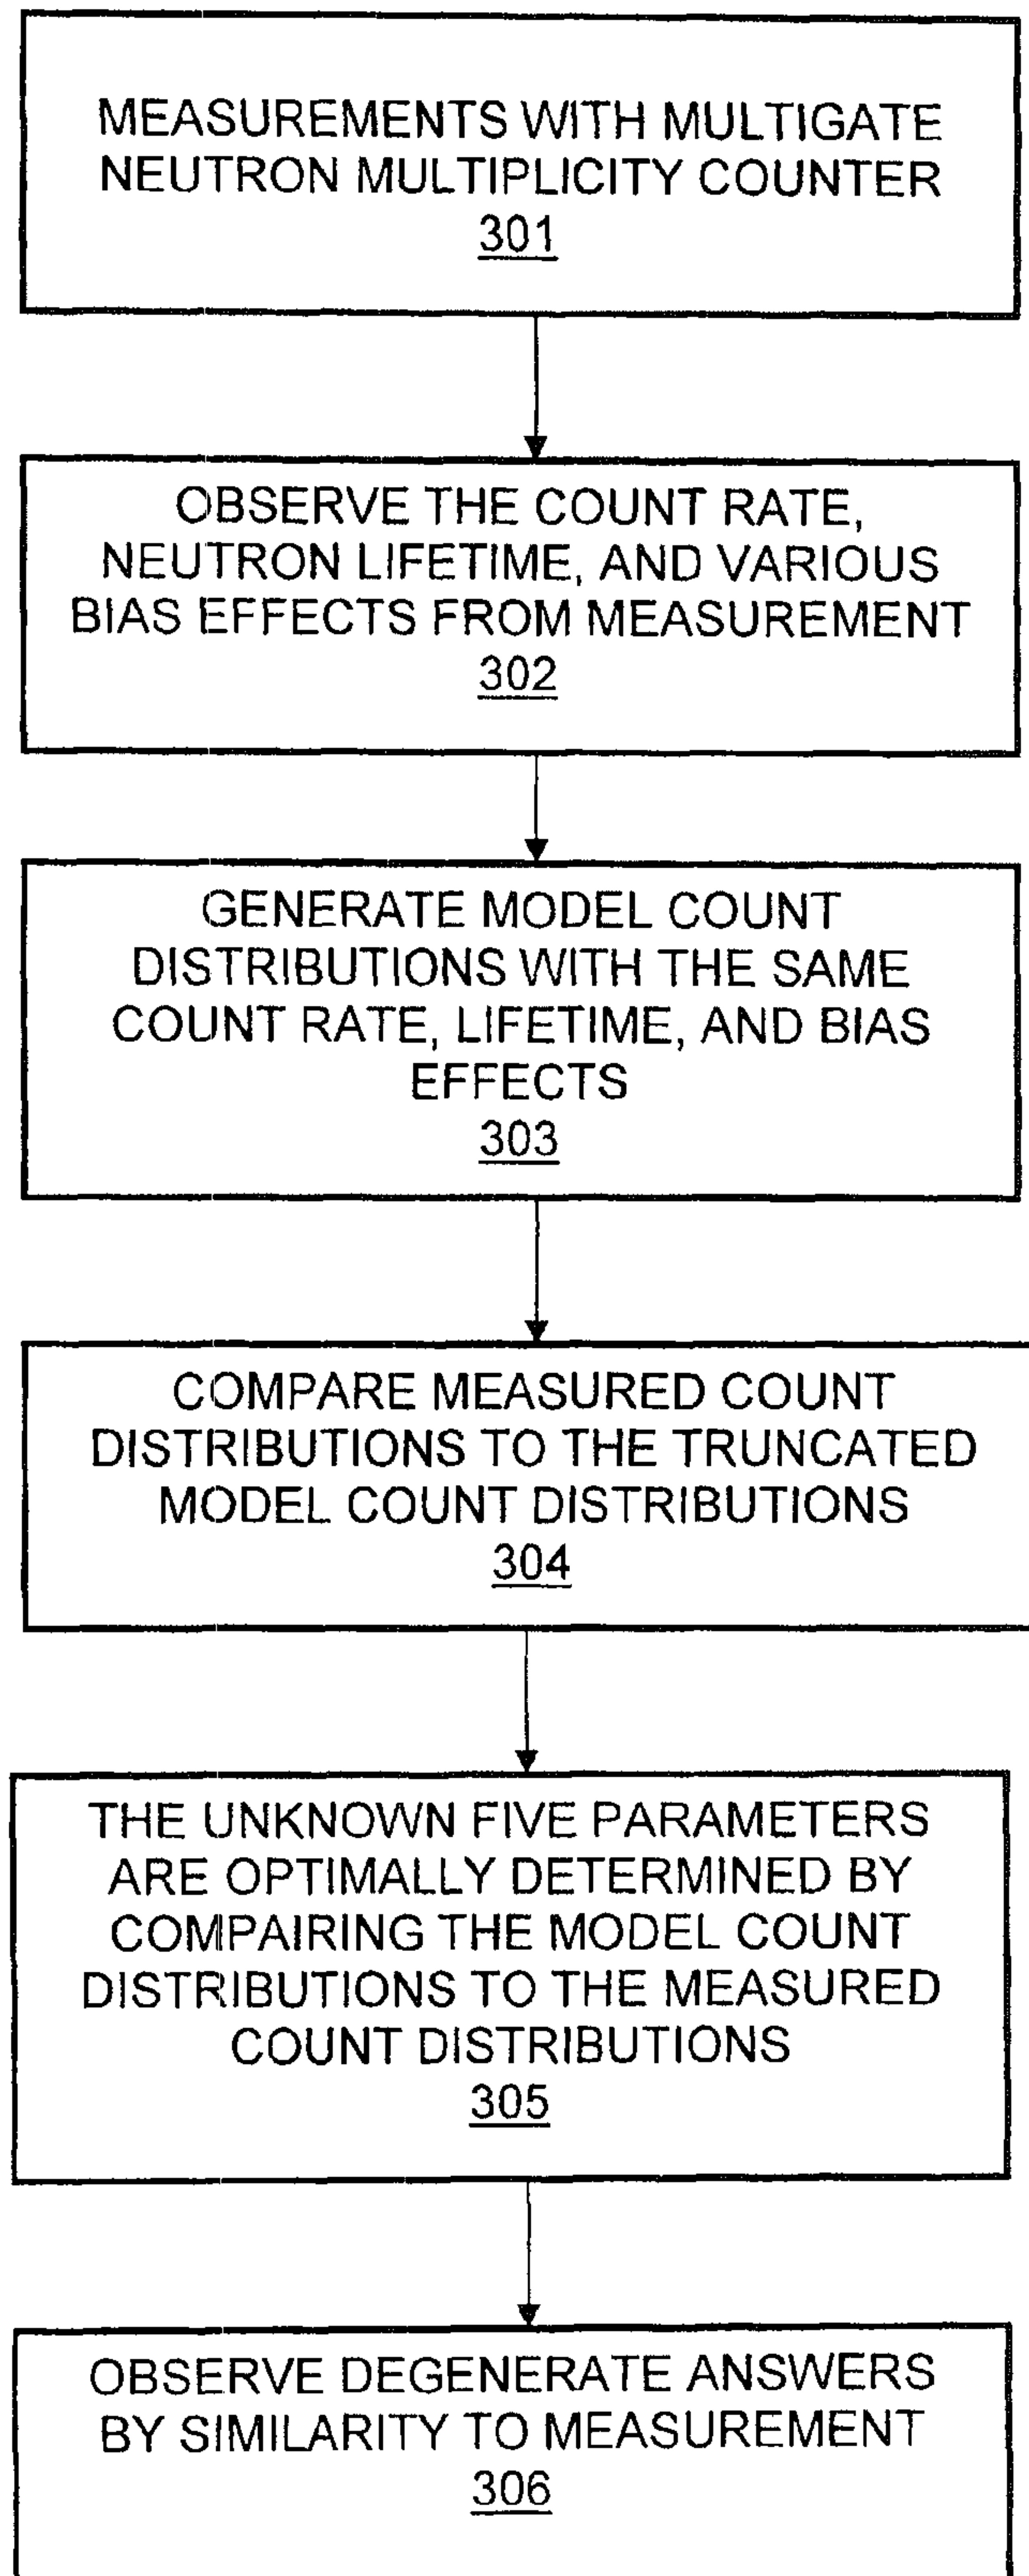 MEASUREMENTS WITH MULTIGATE
NEUTRON MULTIPLICITY COUNTER
301
OBSERVE THE COUNT RATE,
NEUTRON LIFETIME, AND VARIOUS
BIAS EFFECTS FROM MEASUREMENT
302
GENERATE MODEL COUNT
DISTRIBUTIONS WITH THE SAME
COUNT RATE, LIFETIME, AND BIAS
EFFECTS
303
COMPARE MEASURED COUNT
DISTRIBUTIONS TO THE TRUNCATED
MODEL COUNT DISTRIBUTIONS
304
THE UNKNOWN FIVE PARAMETERS
ARE OPTIMALLY DETERMINED BY
COMPAIRING THE MODEL COUNT
DISTRIBUTIONS TO THE MEASURED
COUNT DISTRIBUTIONS
305
OBSERVE DEGENERATE ANSWERS
BY SIMILARITY TO MEASUREMENT
306